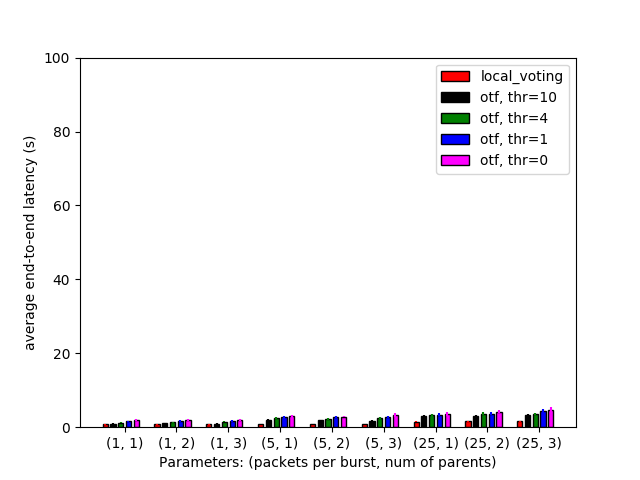 100
80
60
40
20
0
average end-to-end latency (s)
local_voting
otf, thr=10
otf, thr=4
otf, thr=1
otf, thr=0
(1, 1) (1, 2) (1, 3) (5, 1) (5, 2) (5, 3) (25, 1) (25, 2) (25, 3)
Parameters: (packets per burst, num of parents)